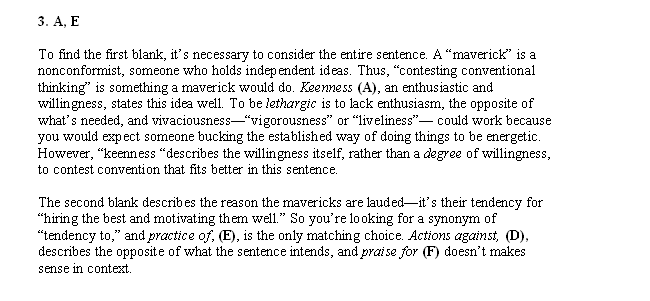 3. A, E
To find the first blank, it's necessary to consider the entire sentence. A “maverick” is a
nonconformist, someone who holds independent ideas. Thus, “contesting conventional
thinking” is something a maverick would do. Keenness (A), an enthusiastic and
willingness, states this idea well. To be lethargic is to lack enthusiasm, the opposite of
what's needed, and vivaciousness—“vigorousness” or “liveliness”— could work because
you would expect someone bucking the established way of doing things to be energetic.
However, “keenness “describes the willingness itself, rather than a degree of willingness,
to contest convention that fits better in this sentence.
The second blank describes the reason the mavericks are lauded—it's their tendency for
“hiring the best and motivating them well.” So you're looking for a synonym of
“tendency to,” and practice of, (E), is the only matching choice. Actions against, (D),
describes the opposite of what the sentence intends, and praise for (F) doesn't makes
sense in context.